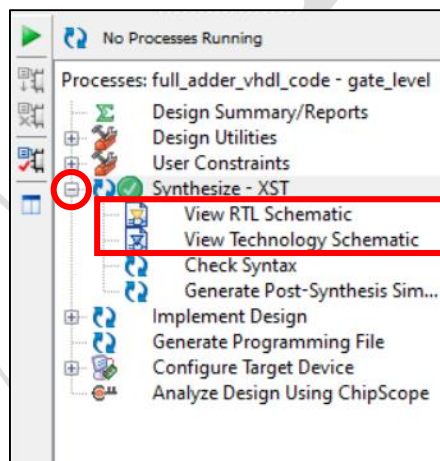 No Processes Running
Processes: full_adder_vhdl_code - gate_level
Design Summary/Reports
Design Utilities
User Constraints
Synthesize - XST
View RTL Schematic
View Technology Schematic
Check Syntax
Generate Post-Synthesis Sim...
Implement Design
Generate Programming File
Configure Target Device
Analyze Design Using ChipScope